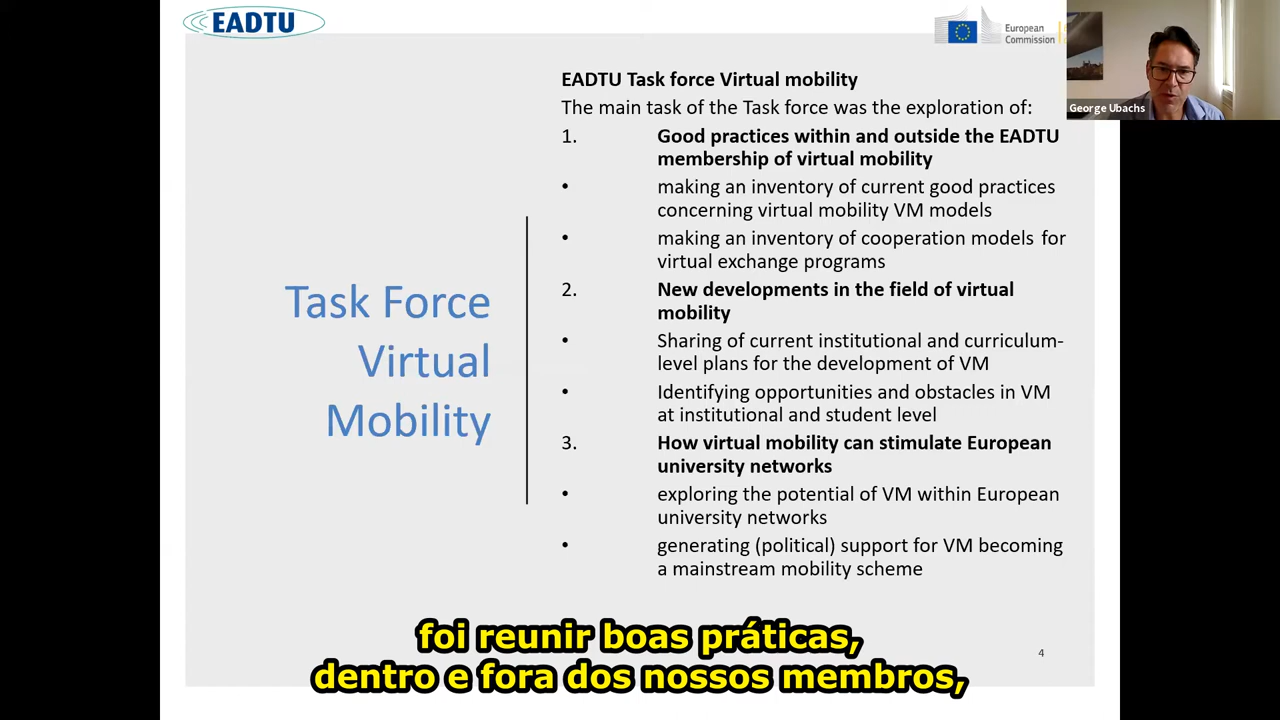 EADTU
European
Commission
George Ubachs
EADTU Task force Virtual mobility
The main task of the Task force was the exploration of:
1. Good practices within and outside the EADTU
membership of virtual mobility
• making an inventory of current good practices
concerning virtual mobility VM models
• making an inventory of cooperation models for
virtual exchange programs
2. New developments in the field of virtual
mobility
• Sharing of current institutional and curriculum-
level plans for the development of VM
• Identifying opportunities and obstacles in VM
at institutional and student level
3. How virtual mobility can stimulate European
university networks
• exploring the potential of VM within European
university networks
• generating (political) support for VM becoming
a mainstream mobility scheme
Task Force
Virtual
Mobility
foi reunir boas práticas,
dentro e fora dos nossos membros,
4